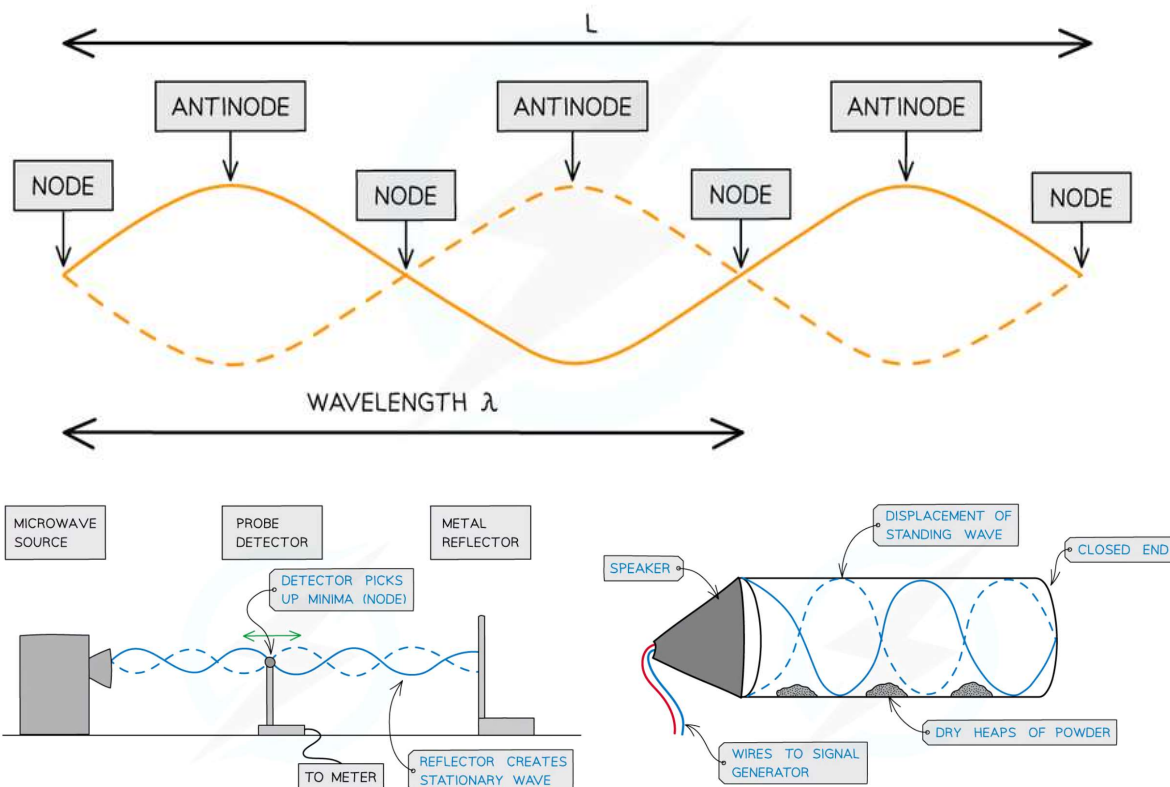 L
ANTINODE
ANTINODE
ANTINODE
NODE
NODE
NODE
NODE
WAVELENGTH λ
MICROWAVE
SOURCE
PROBE
DETECTOR
METAL
REFLECTOR
DETECTOR PICKS
UP MINIMA (NODE)
TO METER
REFLECTOR CREATES
STATIONARY WAVE
DISPLACEMENT OF
STANDING WAVE
SPEAKER
CLOSED END
DRY HEAPS OF POWDER
WIRES TO SIGNAL
GENERATOR